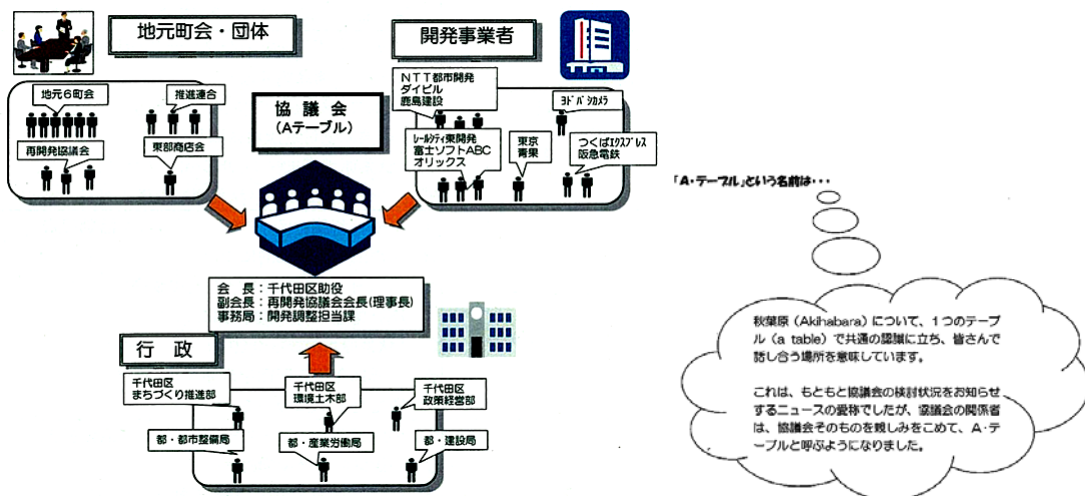 地元町会・団体
開発事業者
地元6町会
推進連合
再開発協議会
東部商店会
協議会
(Aテーブル)
NTT都市開発
ダイビル
鹿島建設
ヨドバシカメラ
レールシティ東開発
富士ソフトABC
オリックス
東京
青果
つくばエクスプレス
阪急電鉄
会 長:千代田区助役
副会長:再開発協議会会長(理事長)
事務局:開発調整担当課
行 政
千代田区
まちづくり推進部
千代田区
環境土木部
千代田区
政策経営部
都・都市整備局
都・産業労働局
都・建設局
「A・テーブル」という名前は・・・
秋葉原(Akihabara)について、1つのテーブ
ル(a table)で共通の認識に立ち、皆さんで
話し合う場所を意味しています。
これは、もともと協議会の検討状況をお知らせ
するニュースの愛称でしたが、協議会の関係者
は、協議会そのものを親しみをこめて、A・テ
ーブルと呼ぶようになりました。